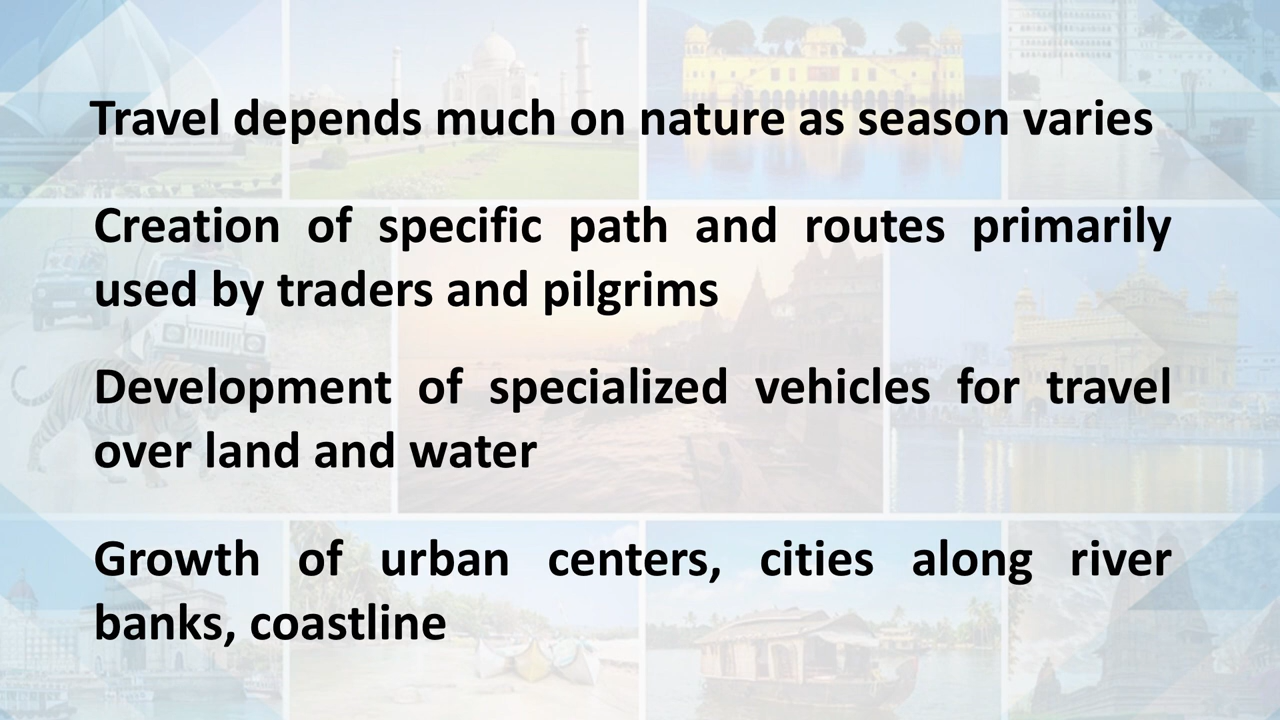 Travel depends much on nature as season varies
Creation of specific path and routes primarily
used by traders and pilgrims
Development of specialized vehicles for travel
over land and water
Growth of urban centers, cities along river
banks, coastline